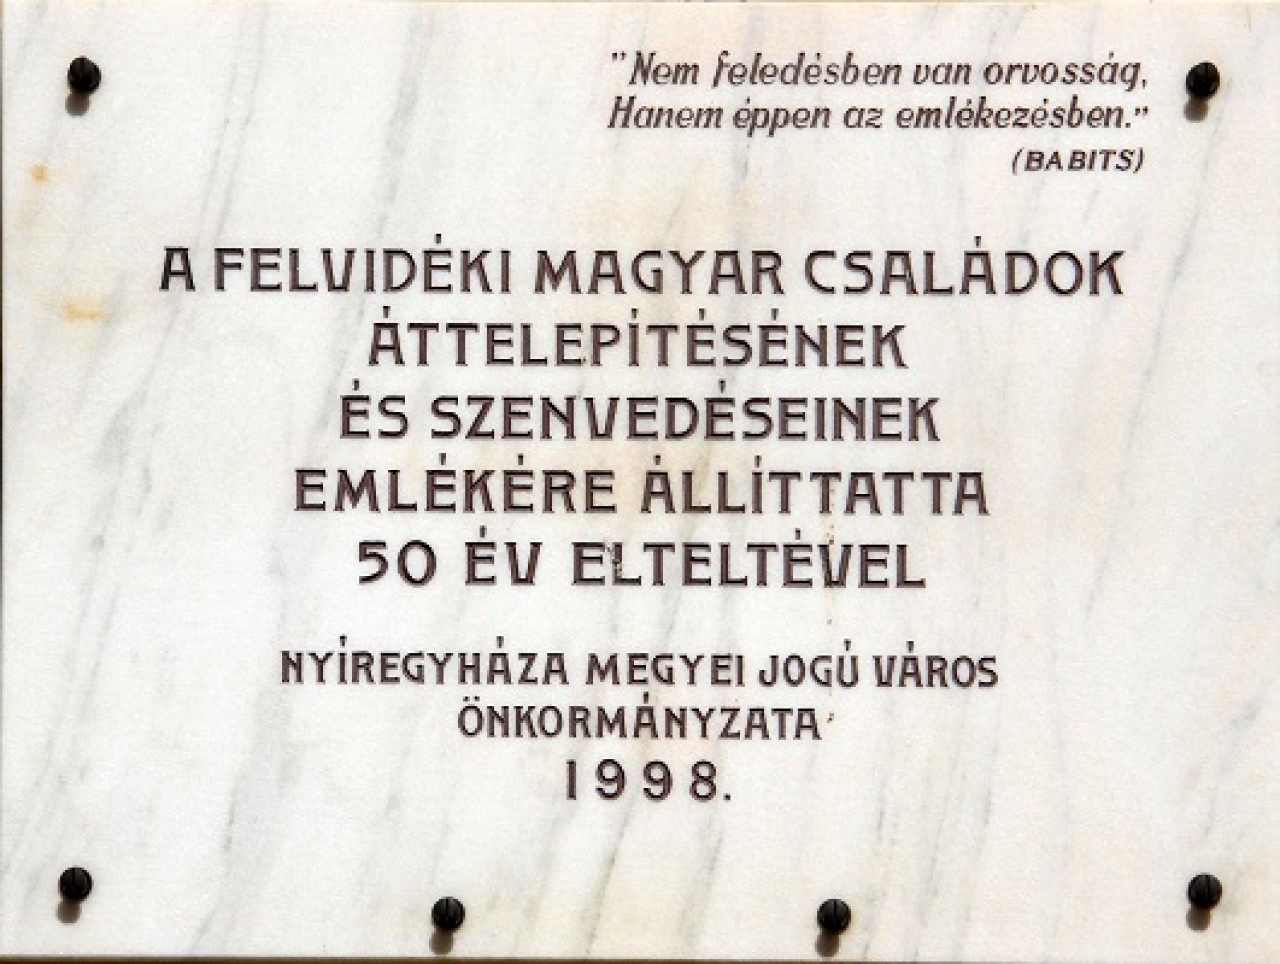 "Nem feledésben van orvosság,
Hanem éppen az emlékezésben."
(BABITS)
A FELVIDÉKI MAGYAR CSALÁDOK
ÁTTELEPÍTÉSÉNEK
ÉS SZENVEDÉSEINEK
EMLÉKÉRE ÁLLÍTTATTA
50 ÉV ELTELTÉVEL
NYÍREGYHÁZA MEGYEI JOGÚ VÁROS
ÖNKORMÁNYZATA
1998.